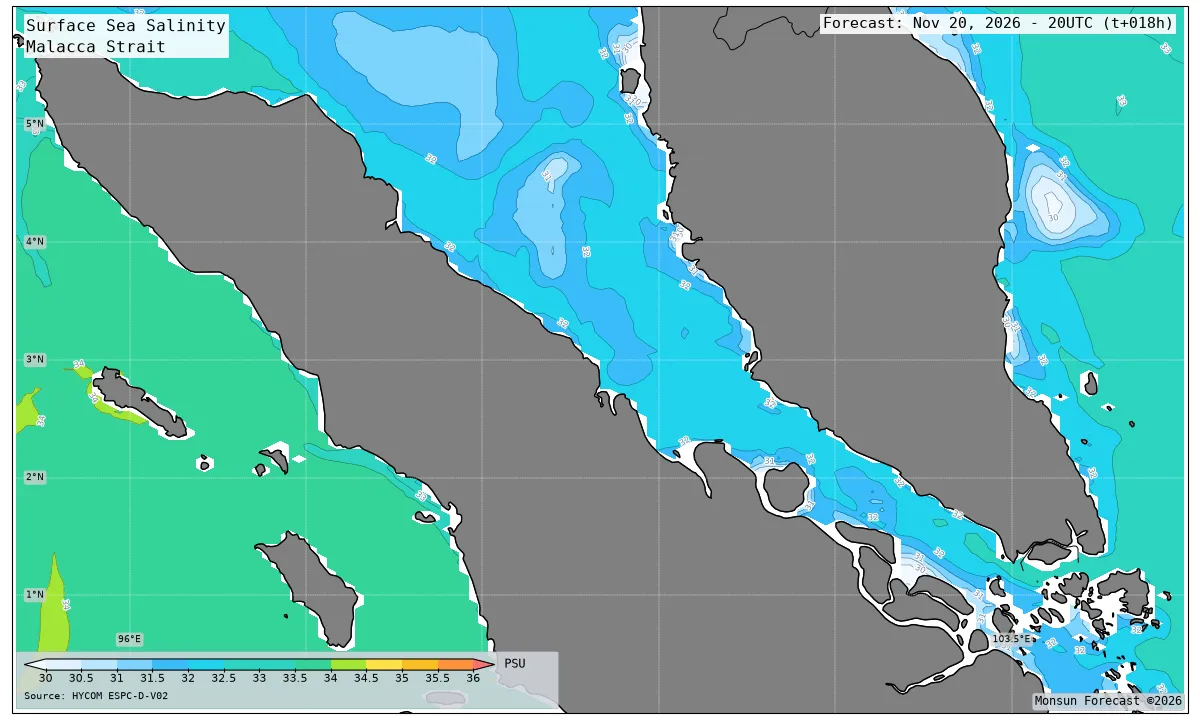 Surface Sea Salinity
Malacca Strait
Forecast: Nov 20, 2026 - 20UTC (t+018h)
5°N
4°N
3°N
2°N
1°N
96°E
103.5°E
PSU
30 30.5 31 31.5 32 32.5 33 33.5 34 34.5 35 35.5 36
Source: HYCOM ESPC-D-V02
Monsun Forecast ©2026